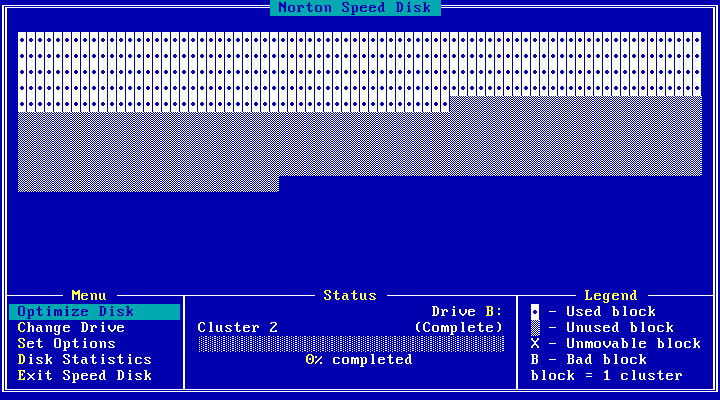 Norton Speed Disk
Menu
Optimize Disk
Change Drive
Set Options
Disk Statistics
Exit Speed Disk
Status
Drive B:
Cluster 2 (Complete)
0% completed
Legend
• - Used block
░ - Unused block
X - Unmovable block
B - Bad block
block = 1 cluster